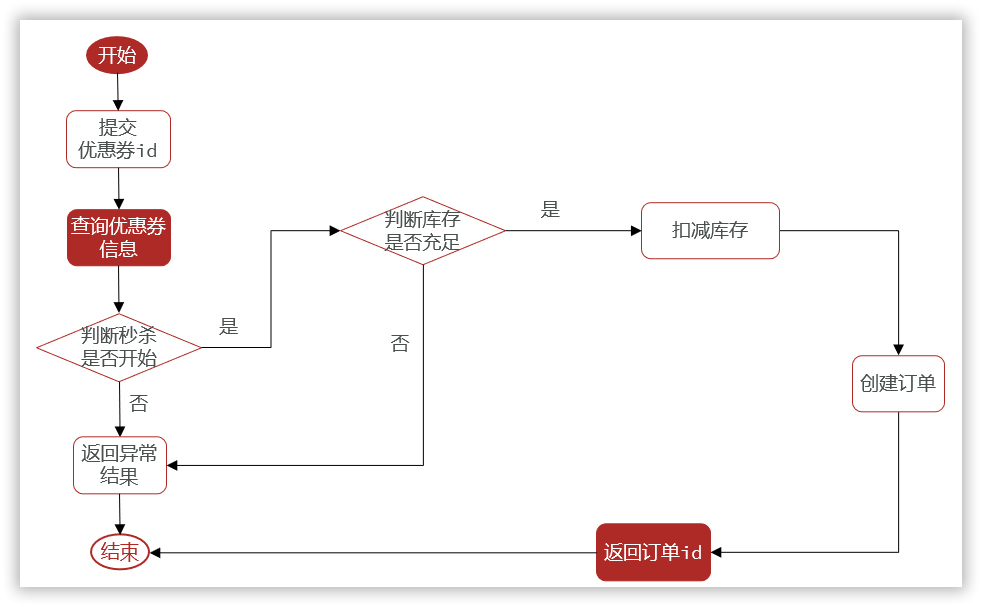 开始
提交
优惠券id
查询优惠券
信息
判断秒杀
是否开始
是
否
返回异常
结果
结束
判断库存
是否充足
是
否
扣减库存
创建订单
返回订单id